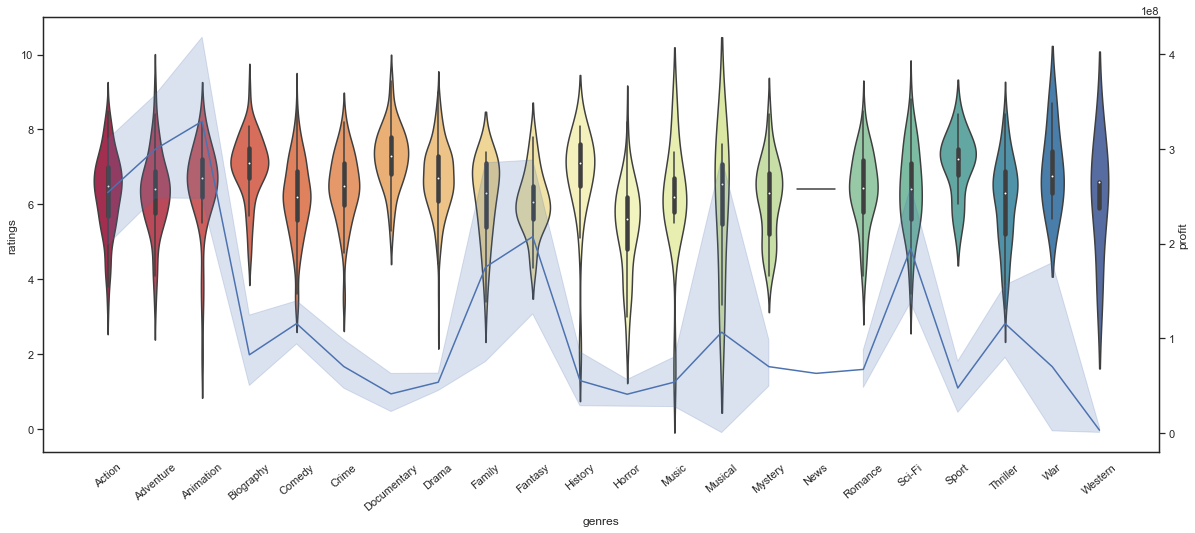 1e8
10
8
6
4
2
0
ratings
4
3
2
1
0
profit
Action
Adventure
Animation
Biography
Comedy
Crime
Documentary
Drama
Family
Fantasy
History
Horror
Music
Musical
Mystery
News
Romance
Sci-Fi
Sport
Thriller
War
Western
genres